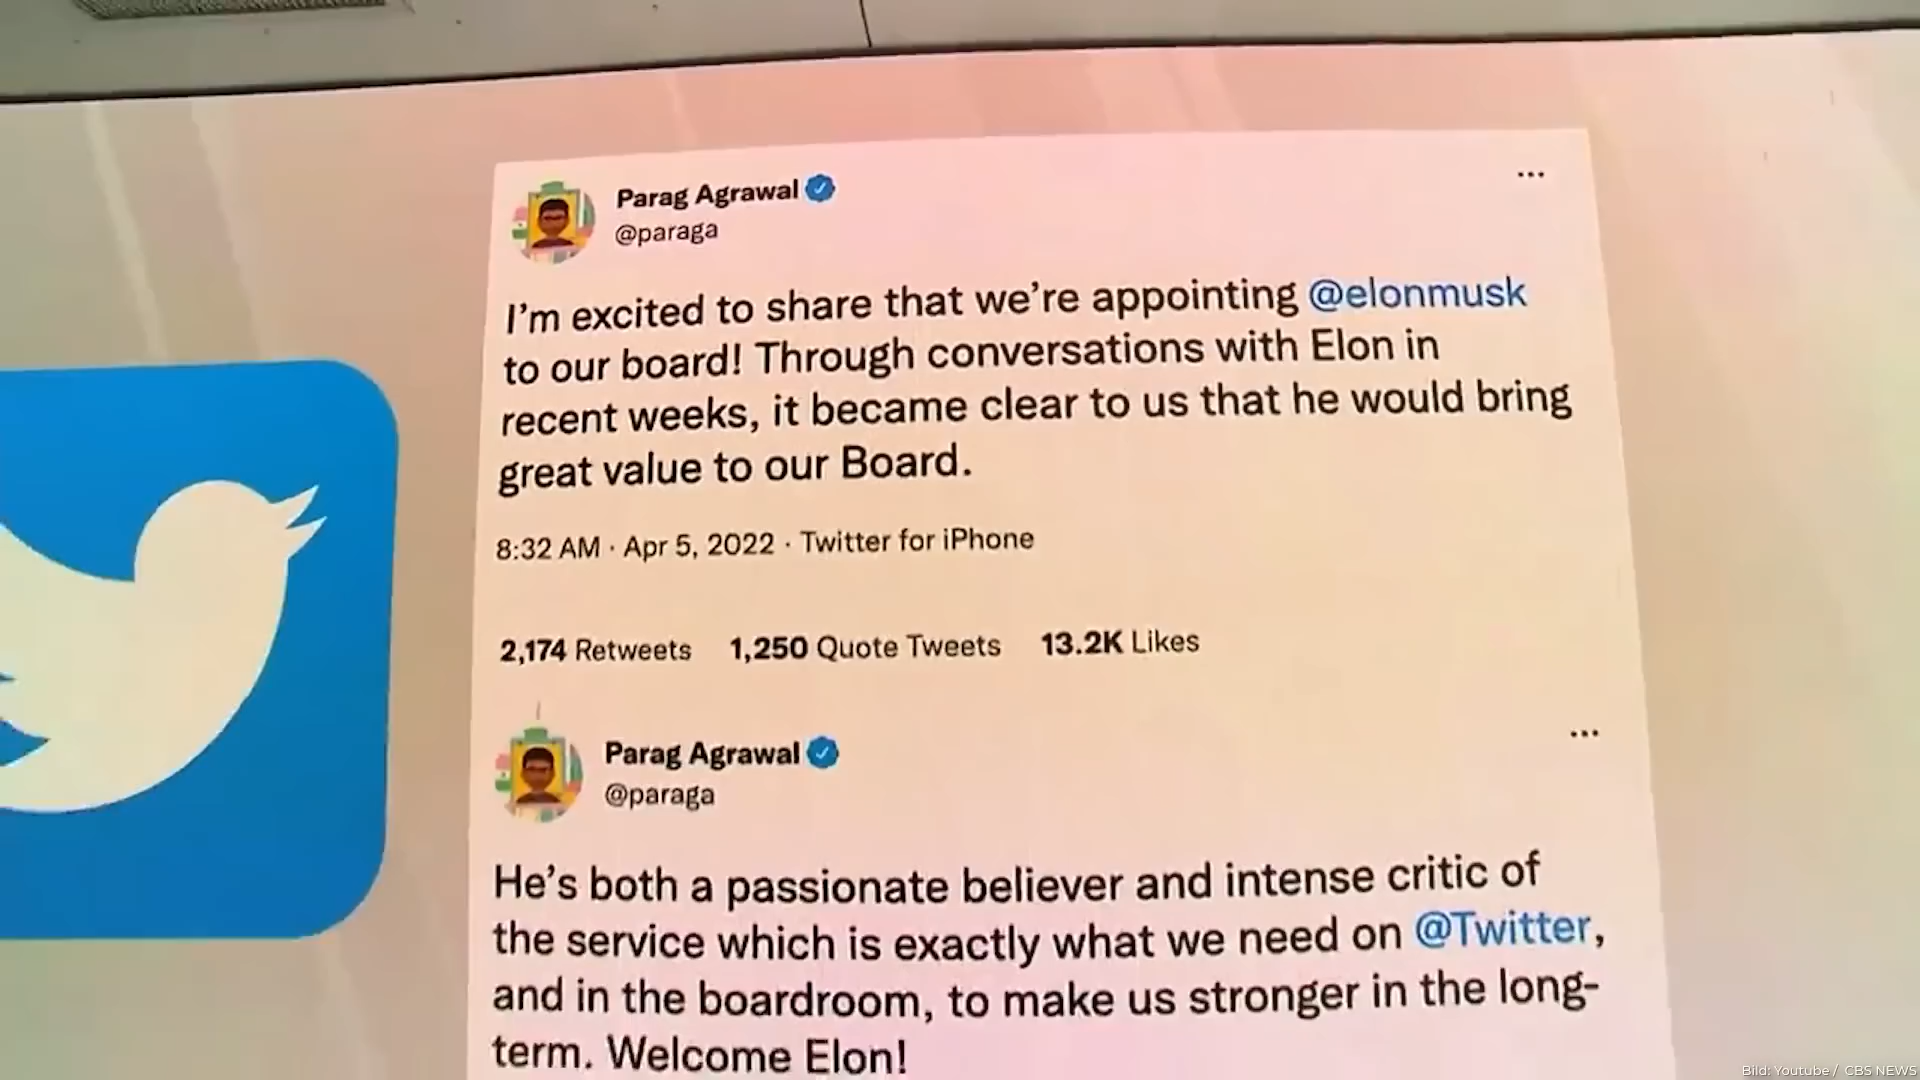 Parag Agrawal
@paraga
I'm excited to share that we're appointing @elonmusk
to our board! Through conversations with Elon in
recent weeks, it became clear to us that he would bring
great value to our Board.
8:32 AM · Apr 5, 2022 · Twitter for iPhone
2,174 Retweets 1,250 Quote Tweets 13.2K Likes
Parag Agrawal
@paraga
He's both a passionate believer and intense critic of
the service which is exactly what we need on @Twitter,
and in the boardroom, to make us stronger in the long-
term. Welcome Elon!
Bild: Youtube / CBS NEWS